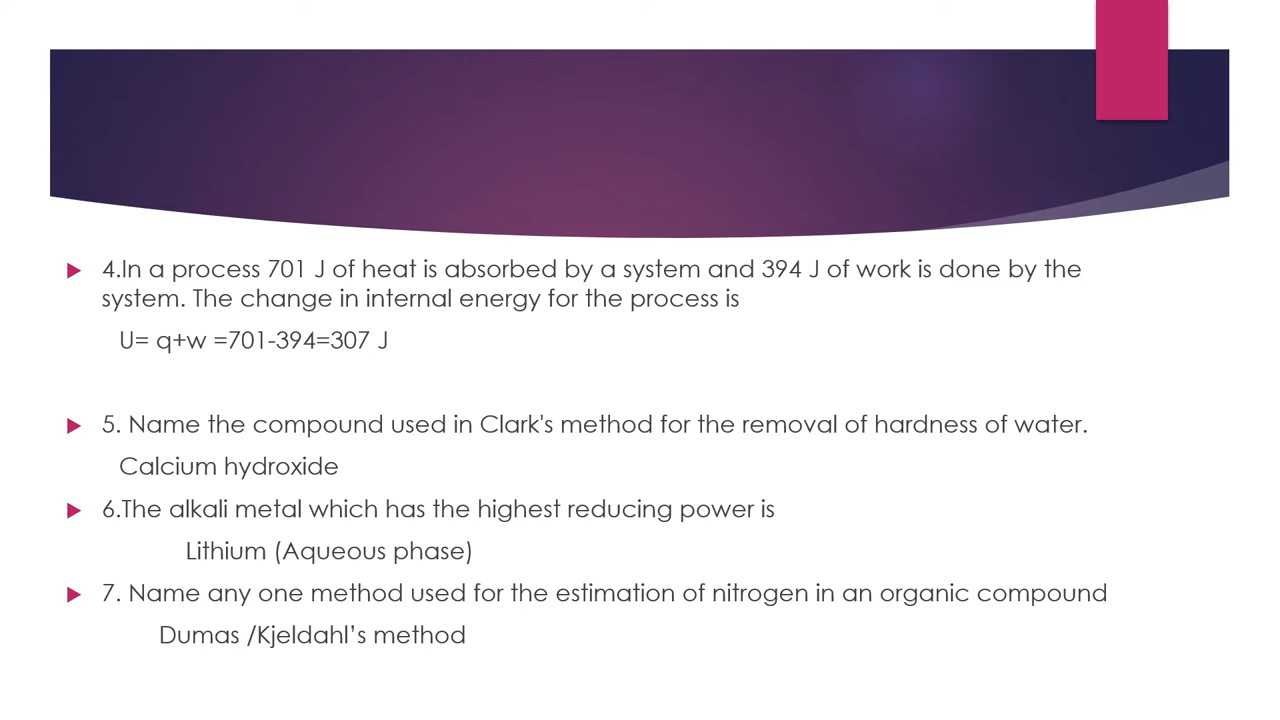 4.In a process 701 J of heat is absorbed by a system and 394 J of work is done by the
system. The change in internal energy for the process is
U= q+w =701-394=307 J
5. Name the compound used in Clark's method for the removal of hardness of water.
Calcium hydroxide
6.The alkali metal which has the highest reducing power is
Lithium (Aqueous phase)
7. Name any one method used for the estimation of nitrogen in an organic compound
Dumas /Kjeldahl’s method